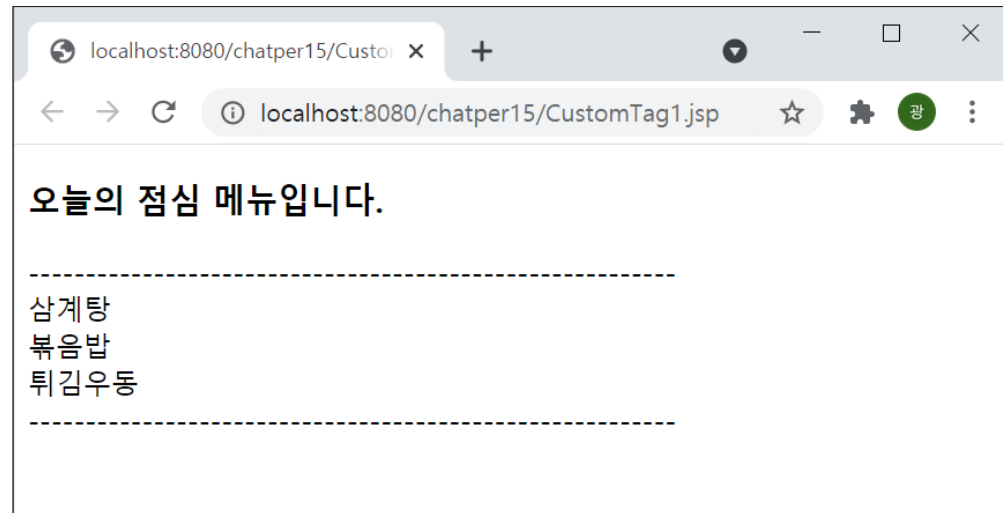 localhost:8080/chatper15/Custor
localhost:8080/chatper15/CustomTag1.jsp
광
오늘의 점심 메뉴입니다.
---------------------------------------------------------
삼계탕
볶음밥
튀김우동
---------------------------------------------------------